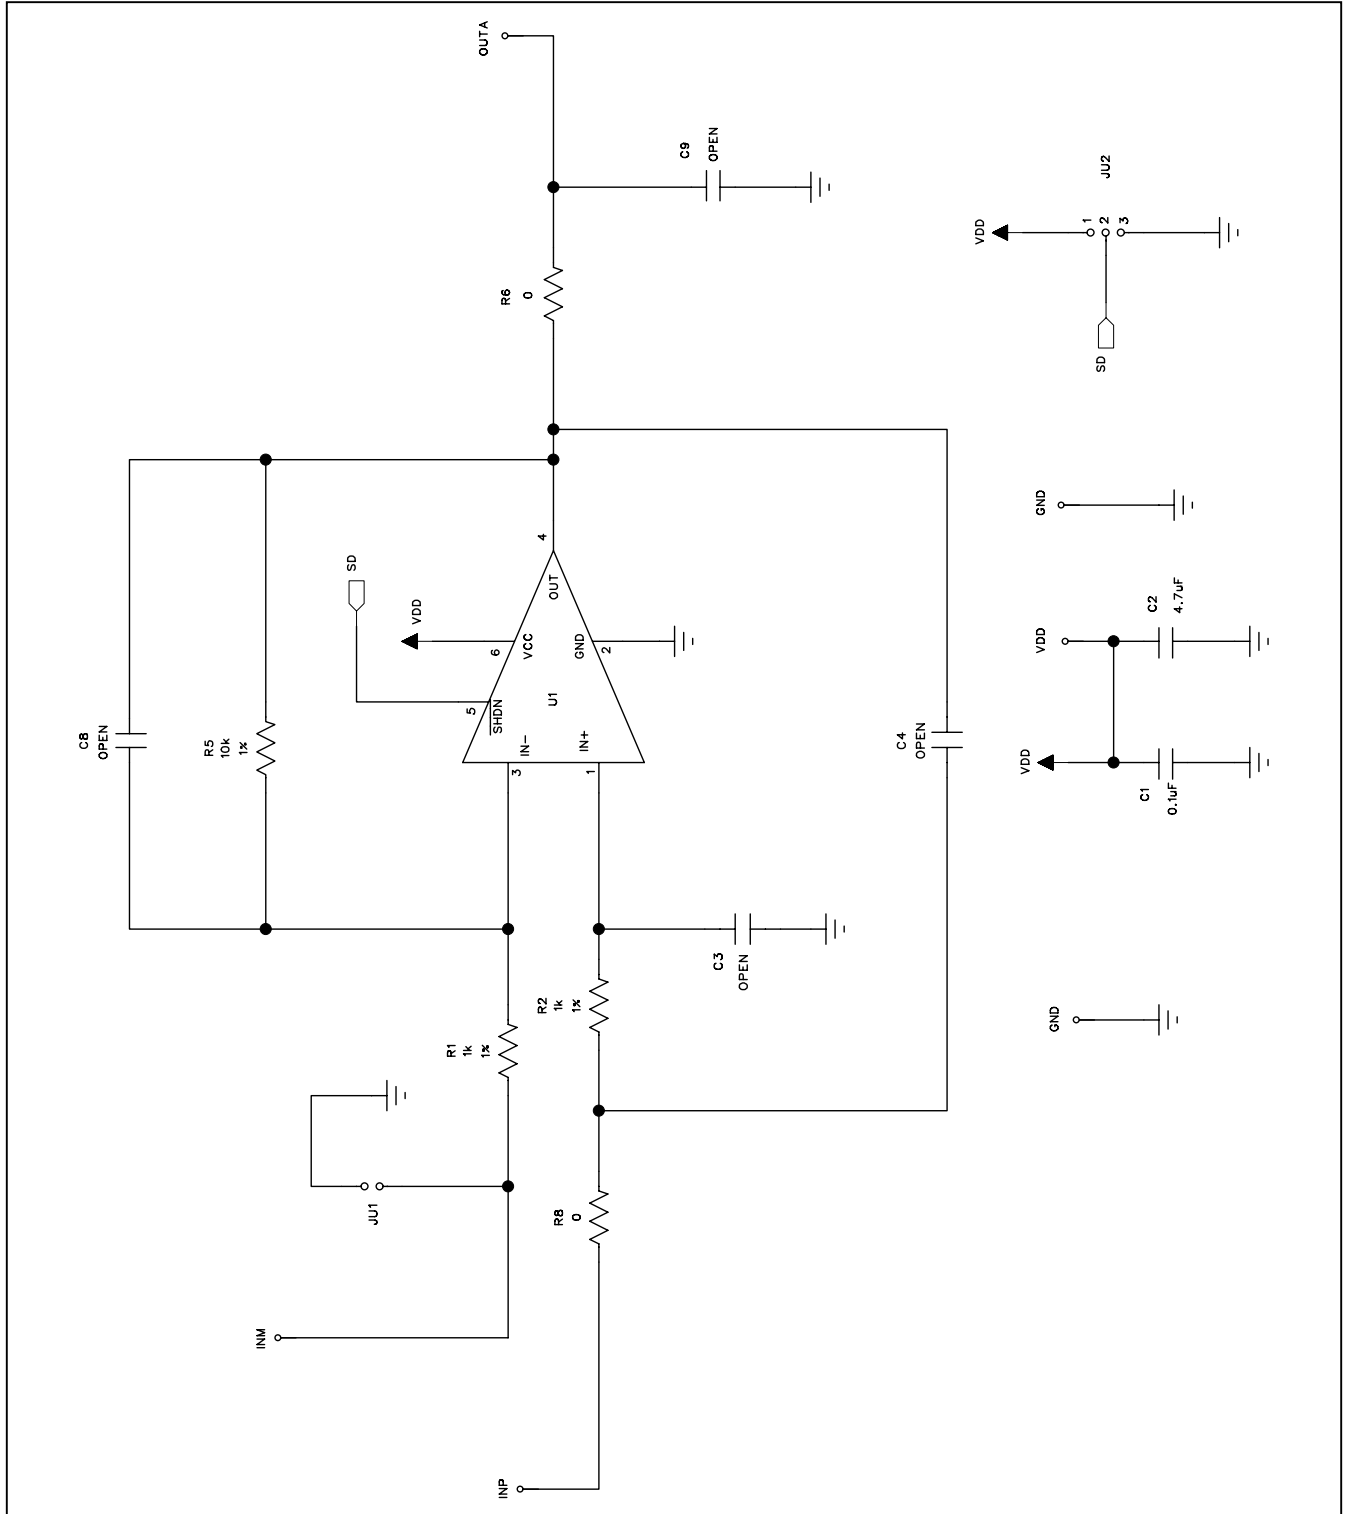 OUTA
C9
OPEN
R6
0
JU2
VDD
1
2
3
SD
C8
OPEN
R5
10k
1%
SD
VDD
4
OUT
6
VCC
GND
2
5
SHDN
U1
IN-
IN+
3
1
C4
OPEN
GND
VDD
C2
4.7uF
VDD
C1
0.1uF
R1
1k
1%
R2
1k
1%
C3
OPEN
GND
JU1
R8
0
INM
INP